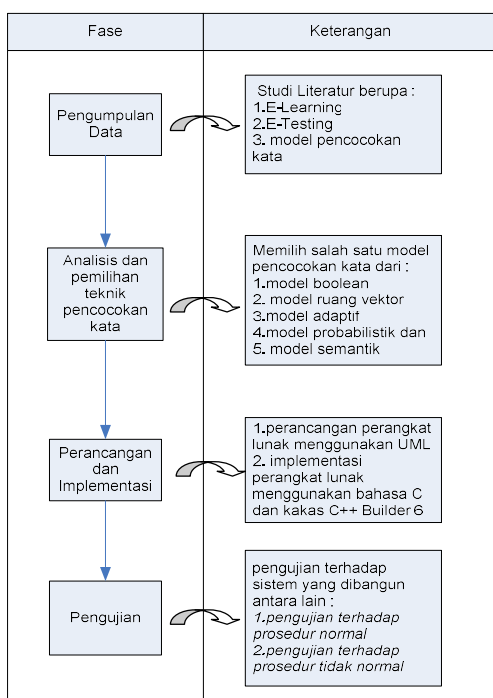 Fase
Keterangan
Pengumpulan
Data
Studi Literatur berupa :
1.E-Learning
2.E-Testing
3. model pencocokan
kata
Analisis dan
pemilihan
teknik
pencocokan
kata
Memilih salah satu model
pencocokan kata dari :
1.model boolean
2. model ruang vektor
3.model adaptif
4.model probabilistik dan
5. model semantik
Perancangan
dan
Implementasi
1.perancangan perangkat
lunak menggunakan UML
2. implementasi
perangkat lunak
menggunakan bahasa C
dan kakas C++ Builder 6
Pengujian
pengujian terhadap
sistem yang dibangun
antara lain :
1.pengujian terhadap
prosedur normal
2.pengujian terhadap
prosedur tidak normal